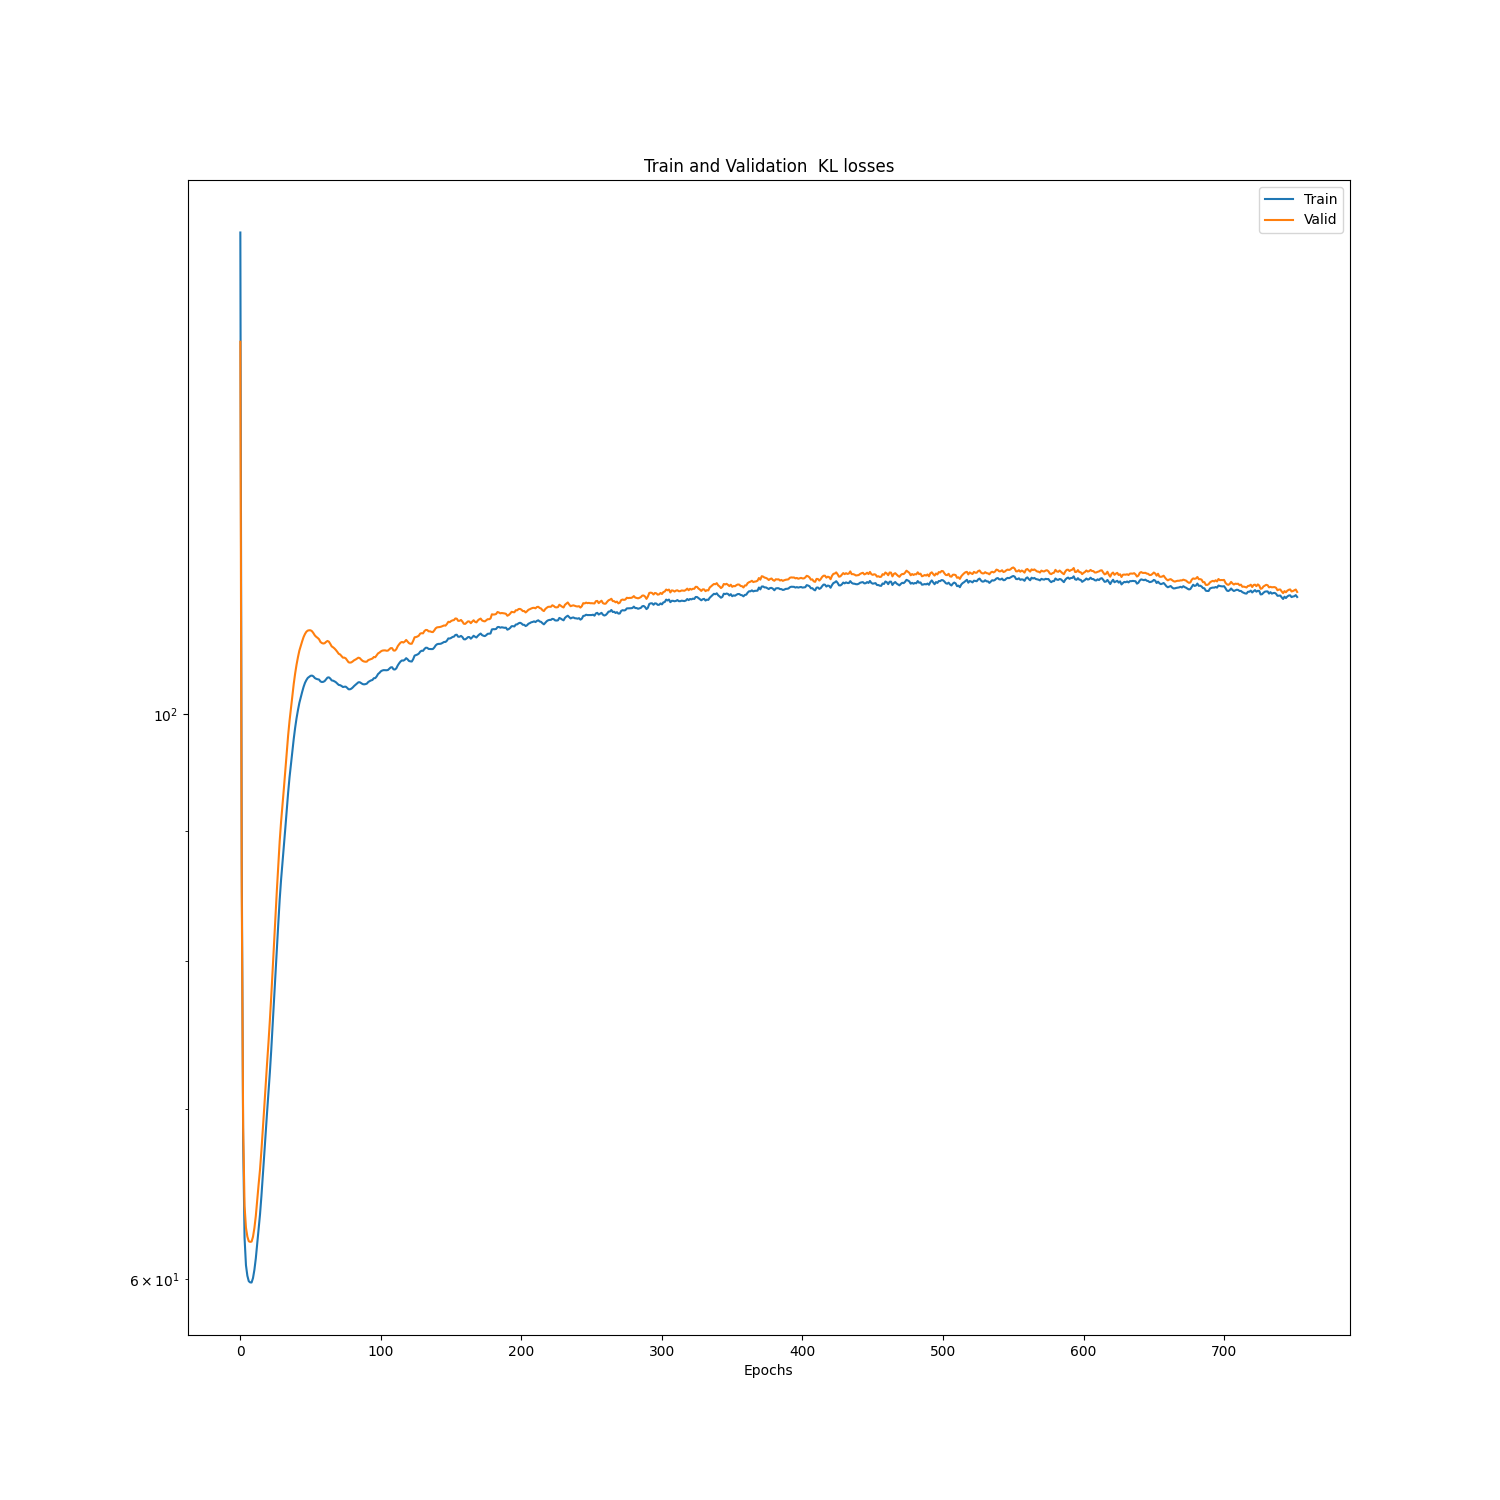 Train and Validation  KL losses
Train
Valid
10²
6 × 10¹
0 100 200 300 400 500 600 700
Epochs